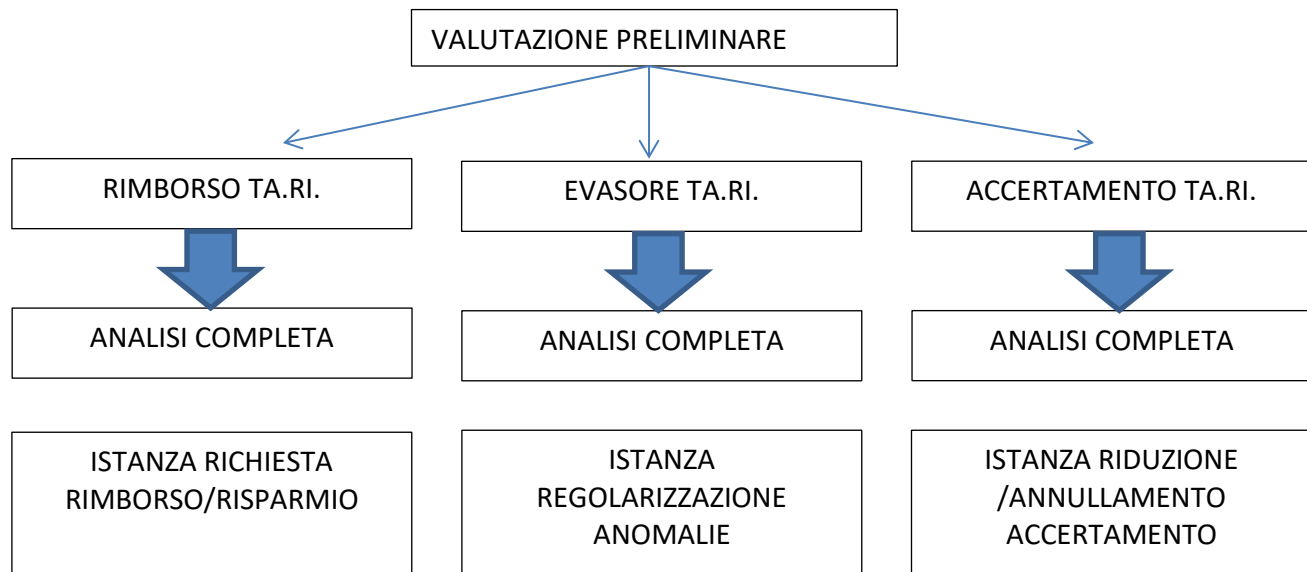 VALUTAZIONE PRELIMINARE
RIMBORSO TA.RI.
EVASORE TA.RI.
ACCERTAMENTO TA.RI.
ANALISI COMPLETA
ANALISI COMPLETA
ANALISI COMPLETA
ISTANZA RICHIESTA
RIMBORSO/RISPARMIO
ISTANZA
REGOLARIZZAZIONE
ANOMALIE
ISTANZA RIDUZIONE
/ANNULLAMENTO
ACCERTAMENTO